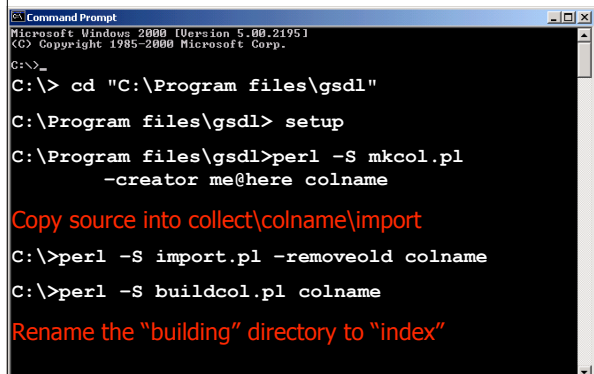 Command Prompt
Microsoft Windows 2000 [Version 5.00.2195]
(C) Copyright 1985-2000 Microsoft Corp.
C:\>_
C:\> cd "C:\Program files\gsdl"
C:\Program files\gsdl> setup
C:\Program files\gsdl>perl –S mkcol.pl
–creator me@here colname
Copy source into collect\colname\import
C:\>perl –S import.pl –removeold colname
C:\>perl –S buildcol.pl colname
Rename the “building” directory to “index”